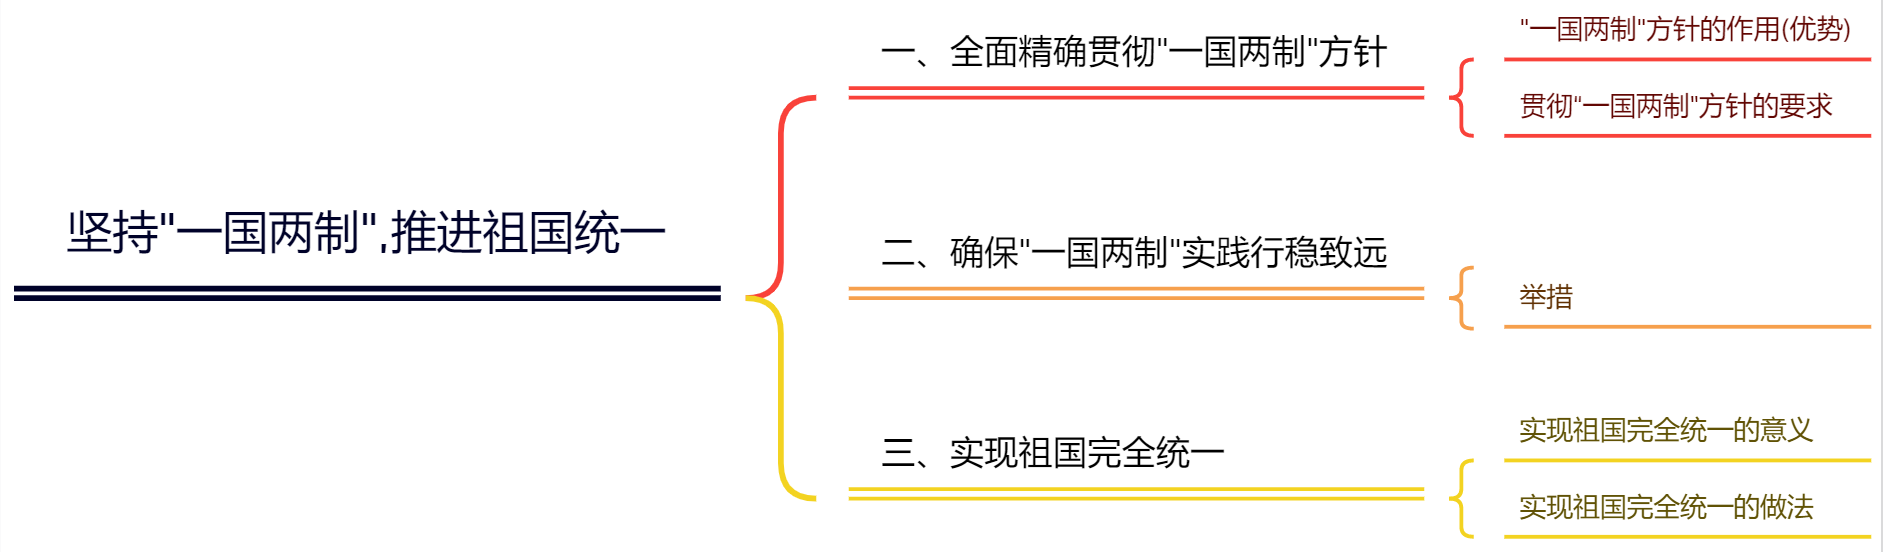 坚持"一国两制",推进祖国统一
一、全面精确贯彻"一国两制"方针
"一国两制"方针的作用(优势)
贯彻"一国两制"方针的要求
二、确保"一国两制"实践行稳致远
举措
三、实现祖国完全统一
实现祖国完全统一的意义
实现祖国完全统一的做法